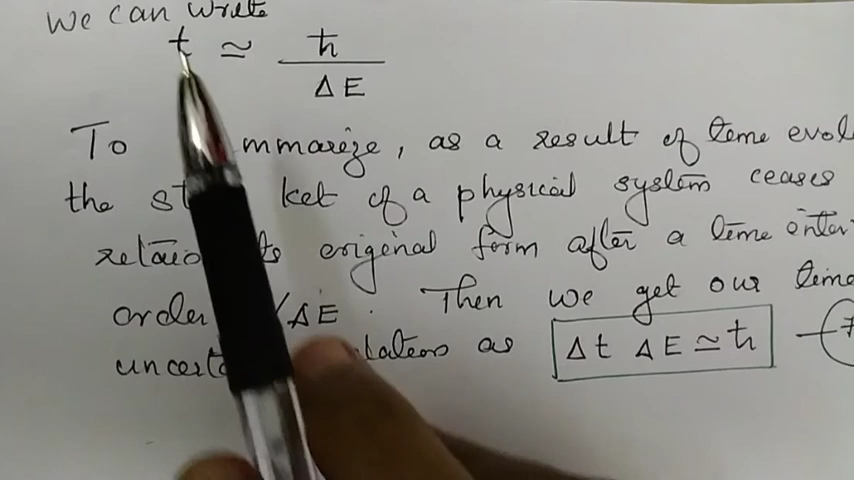 We can write
t ≃ ħ / ΔE
To mmarize, as a result of time evol
the st ket of a physical system ceases
retain original form after a time inter
order /ΔE. Then we get our time
uncert lation as Δt ΔE ≃ ħ